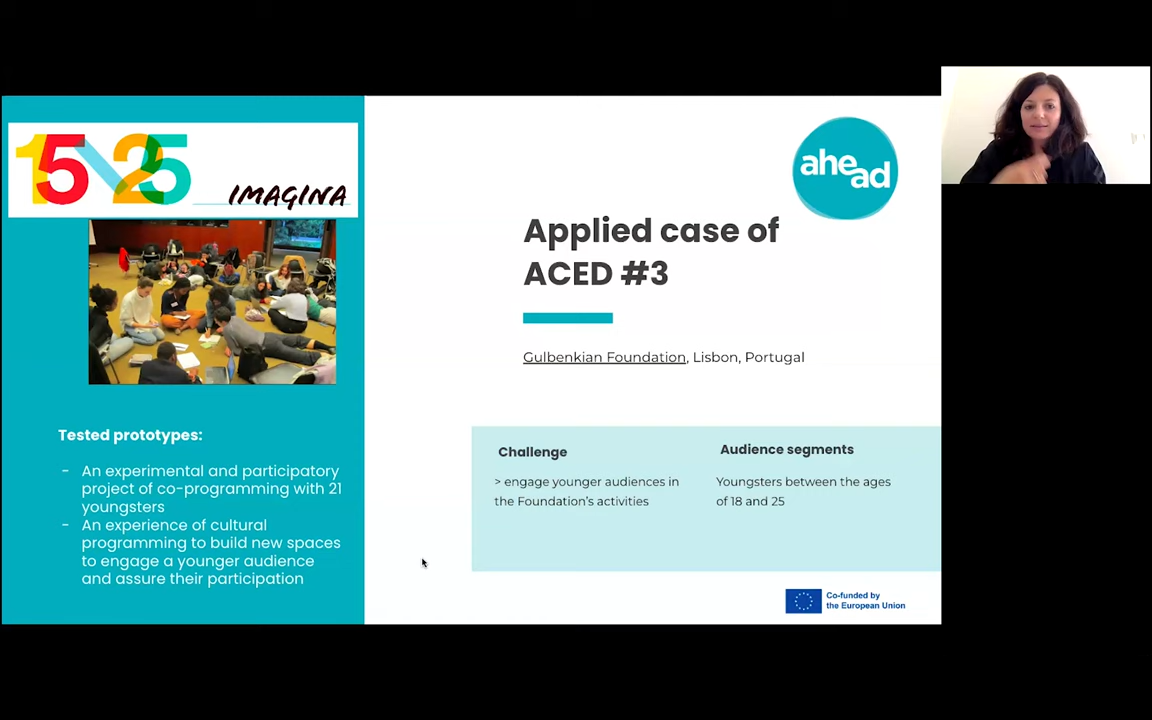 15/25
IMAGINA
Tested prototypes:
- An experimental and participatory
project of co-programming with 21
youngsters
- An experience of cultural
programming to build new spaces
to engage a younger audience
and assure their participation
ahead
Applied case of
ACED #3
Gulbenkian Foundation, Lisbon, Portugal
Challenge
> engage younger audiences in
the Foundation's activities
Audience segments
Youngsters between the ages
of 18 and 25
Co-funded by
the European Union